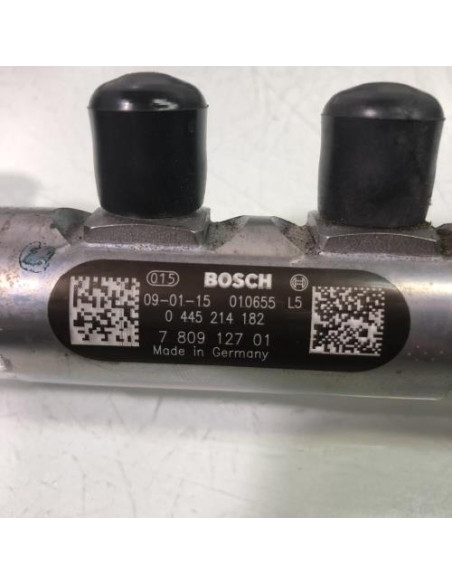 015 BOSCH
09-01-15 010655 L5
0 445 214 182
7 809 127 01
Made in Germany